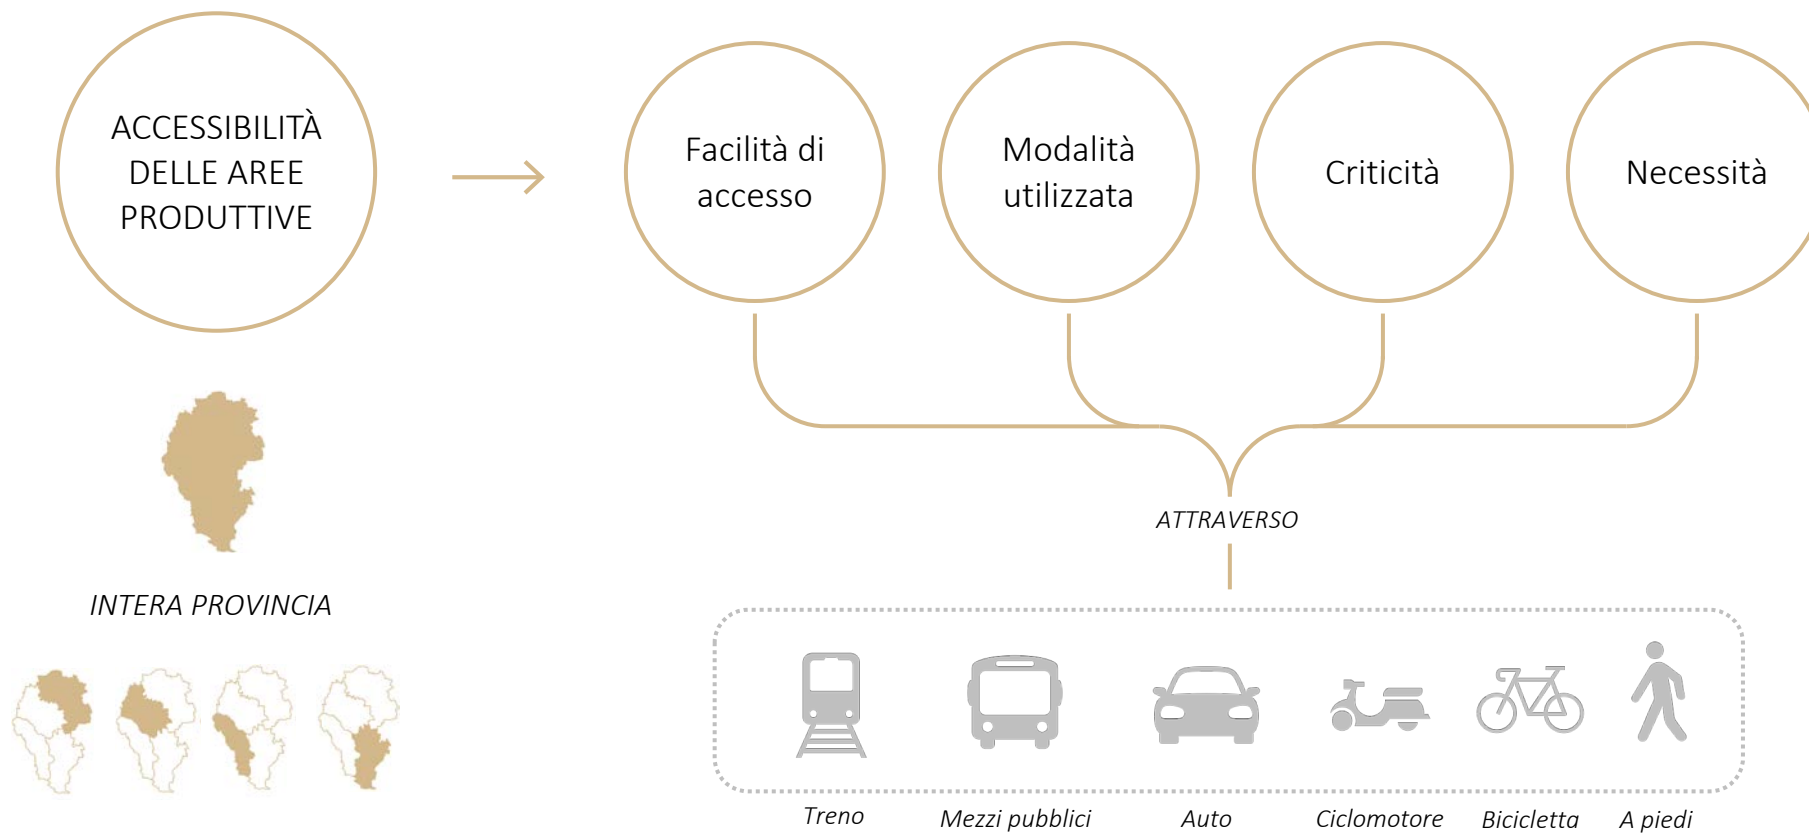 ACCESSIBILITÀ
DELLE AREE
PRODUTTIVE
Facilità di
accesso
Modalità
utilizzata
Criticità
Necessità
ATTRAVERSO
INTERA PROVINCIA
Treno
Mezzi pubblici
Auto
Ciclomotore
Bicicletta
A piedi